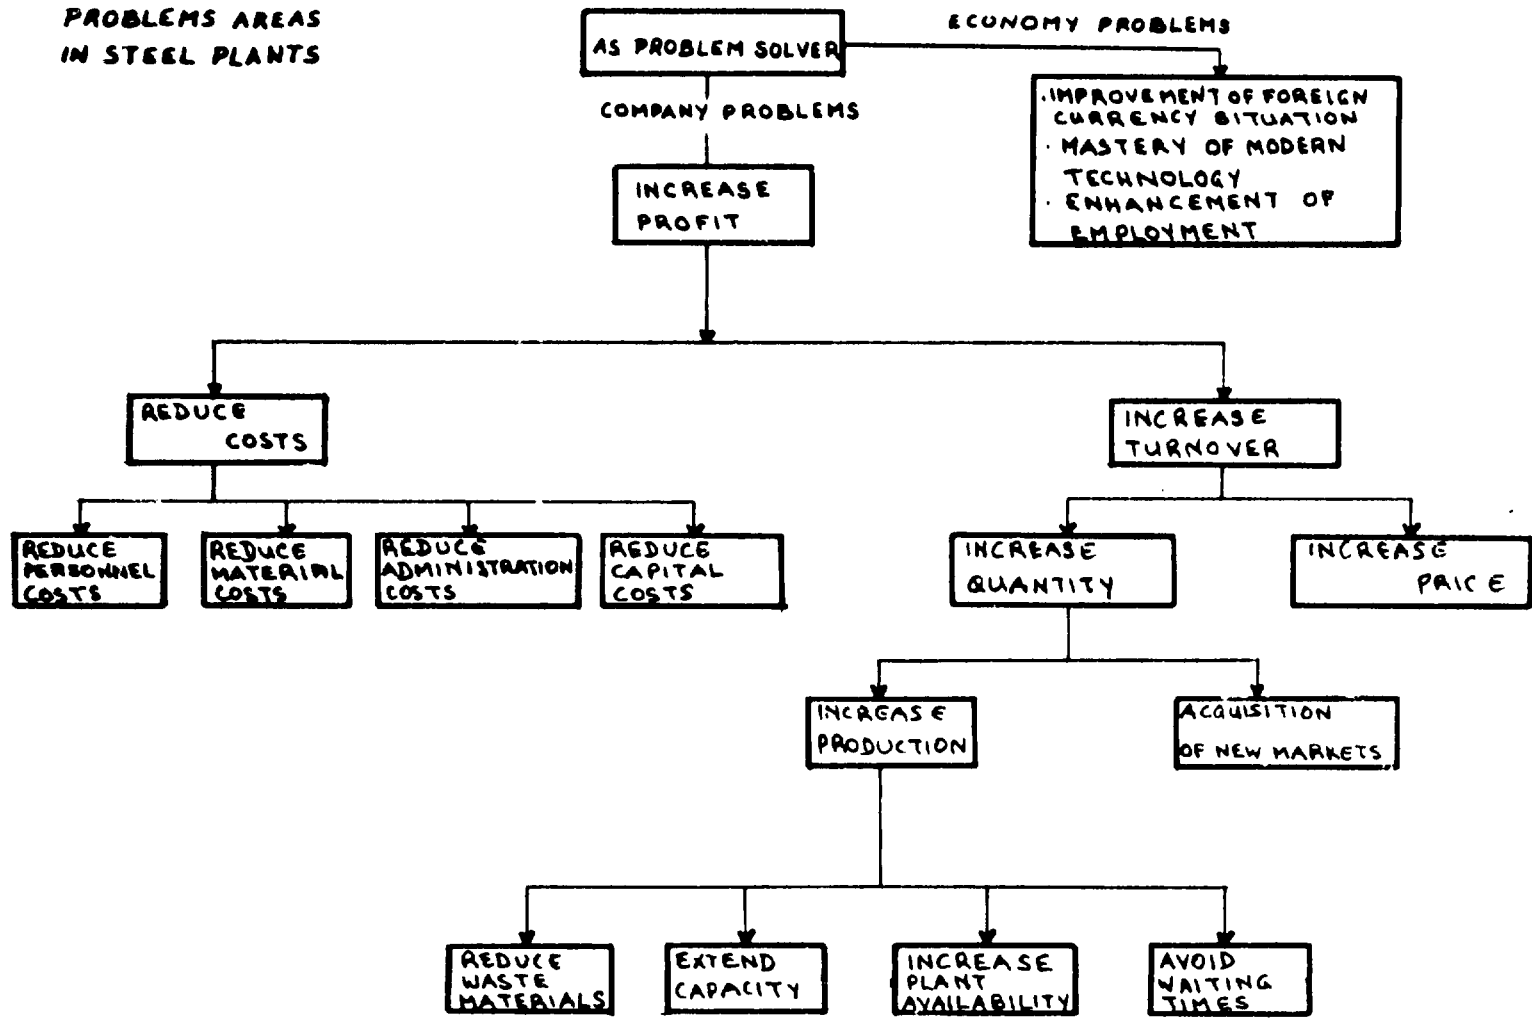 PROBLEMS AREAS
IN STEEL PLANTS
AS PROBLEM SOLVER
ECONOMY PROBLEMS
COMPANY PROBLEMS
· IMPROVEMENT OF FOREIGN
CURRENCY SITUATION
· MASTERY OF MODERN
TECHNOLOGY
· ENHANCEMENT OF
EMPLOYMENT
INCREASE
PROFIT
REDUCE
COSTS
INCREASE
TURNOVER
REDUCE
PERSONNEL
COSTS
REDUCE
MATERIAL
COSTS
REDUCE
ADMINISTRATION
COSTS
REDUCE
CAPITAL
COSTS
INCREASE
QUANTITY
INCREASE
PRICE
INCREASE
PRODUCTION
ACQUISITION
OF NEW MARKETS
REDUCE
WASTE
MATERIALS
EXTEND
CAPACITY
INCREASE
PLANT
AVAILABILITY
AVOID
WAITING
TIMES